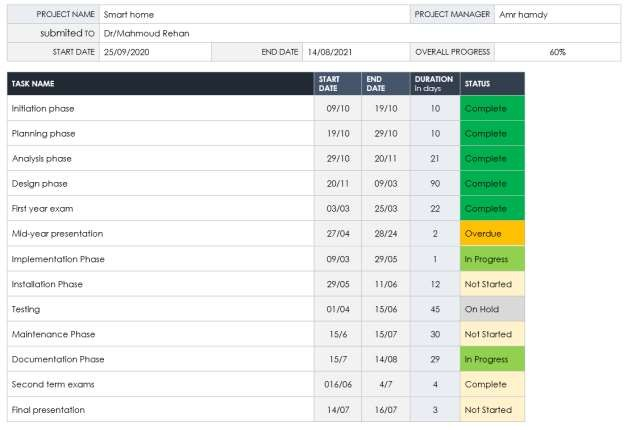 PROJECT NAME Smart home PROJECT MANAGER Amr hamdy
submited TO Dr/Mahmoud Rehan
START DATE 25/09/2020 END DATE 14/08/2021 OVERALL PROGRESS 60%
TASK NAME START DATE END DATE DURATION in days STATUS
Initiation phase 09/10 19/10 10 Complete
Planning phase 19/10 29/10 10 Complete
Analysis phase 29/10 20/11 21 Complete
Design phase 20/11 09/03 90 Complete
First year exam 03/03 25/03 22 Complete
Mid-year presentation 27/04 28/24 2 Overdue
Implementation Phase 09/03 29/05 1 In Progress
Installation Phase 29/05 11/06 12 Not Started
Testing 01/04 15/06 45 On Hold
Maintenance Phase 15/6 15/07 30 Not Started
Documentation Phase 15/7 14/08 29 In Progress
Second term exams 016/06 4/7 4 Complete
Final presentation 14/07 16/07 3 Not Started